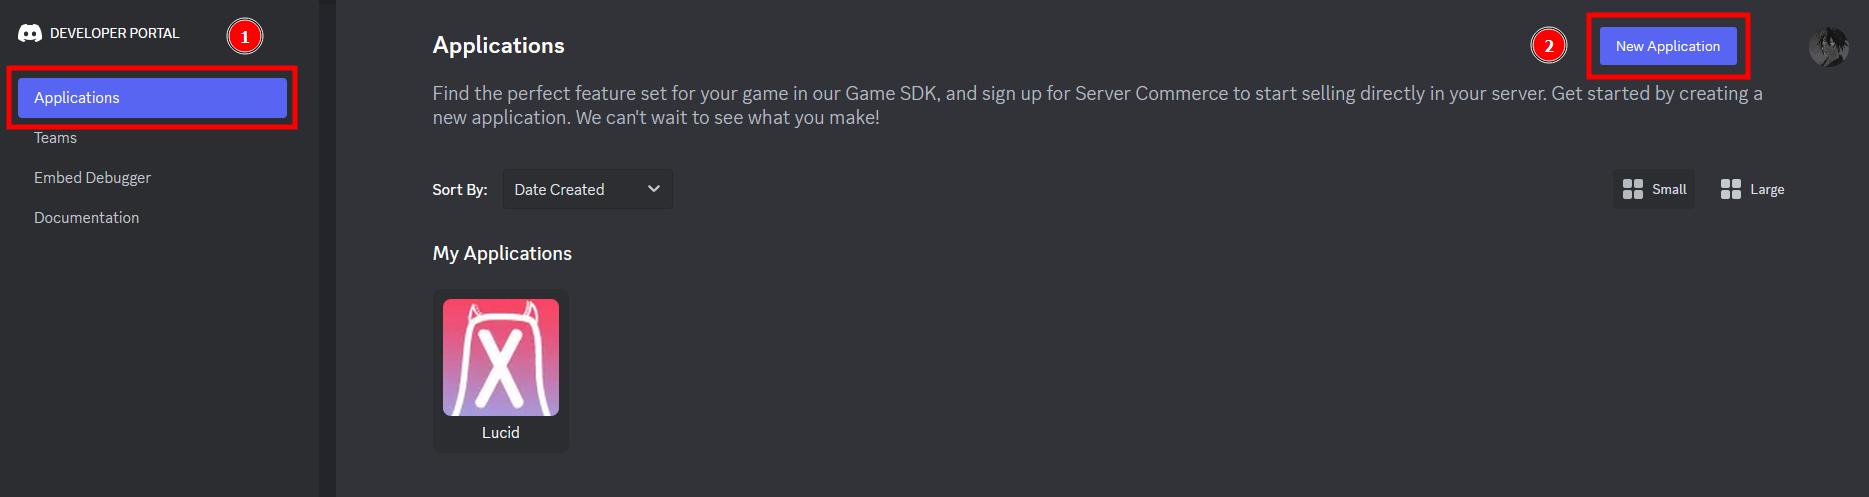 DEVELOPER PORTAL
1
Applications
Teams
Embed Debugger
Documentation
Applications
2
New Application
Find the perfect feature set for your game in our Game SDK, and sign up for Server Commerce to start selling directly in your server. Get started by creating a
new application. We can't wait to see what you make!
Sort By:
Date Created
Small
Large
My Applications
X
Lucid